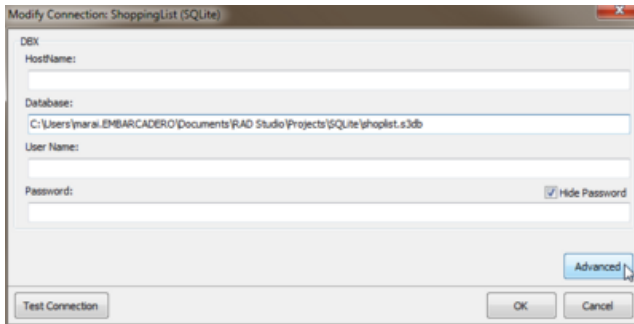 Modify Connection: ShoppingList (SQLite)
DBX
HostName:
Database:
C:\Users\marai.EMBARCADERO\Documents\RAD Studio\Projects\SQLite\shoplist.s3db
User Name:
Password:
Hide Password
Advanced
Test Connection
OK
Cancel